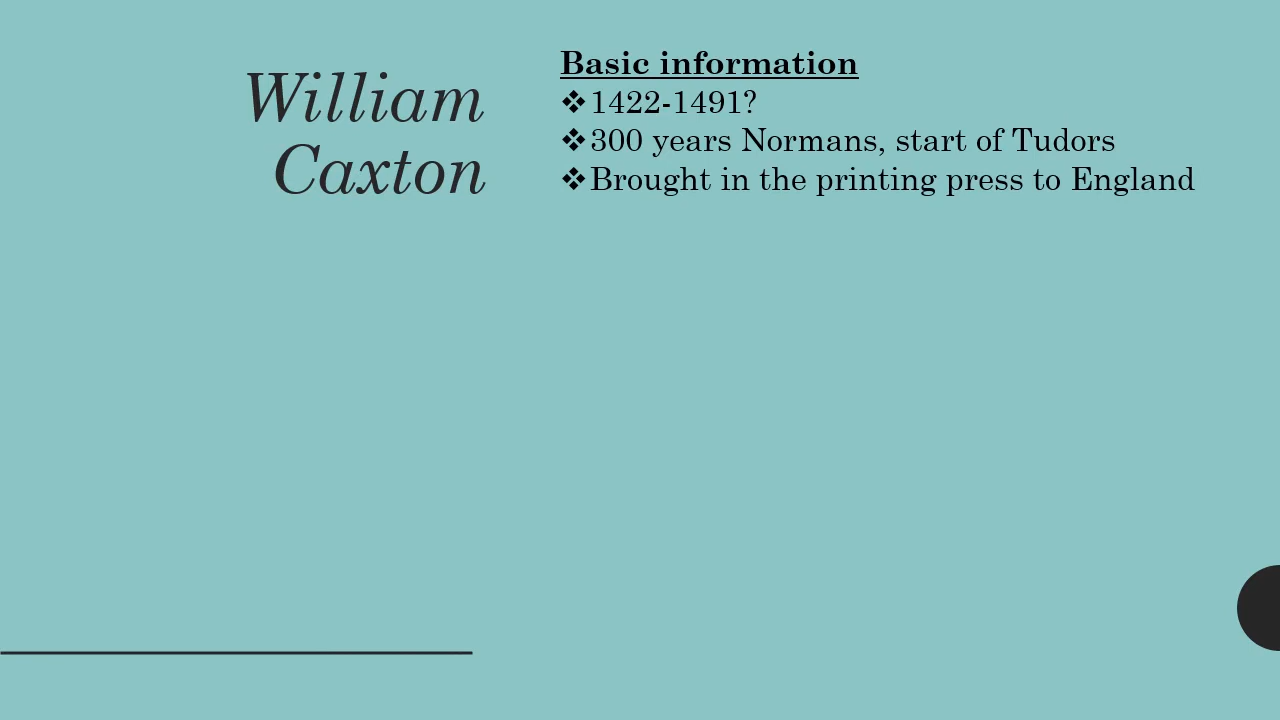 William
Caxton
Basic information
❖1422-1491?
❖300 years Normans, start of Tudors
❖Brought in the printing press to England